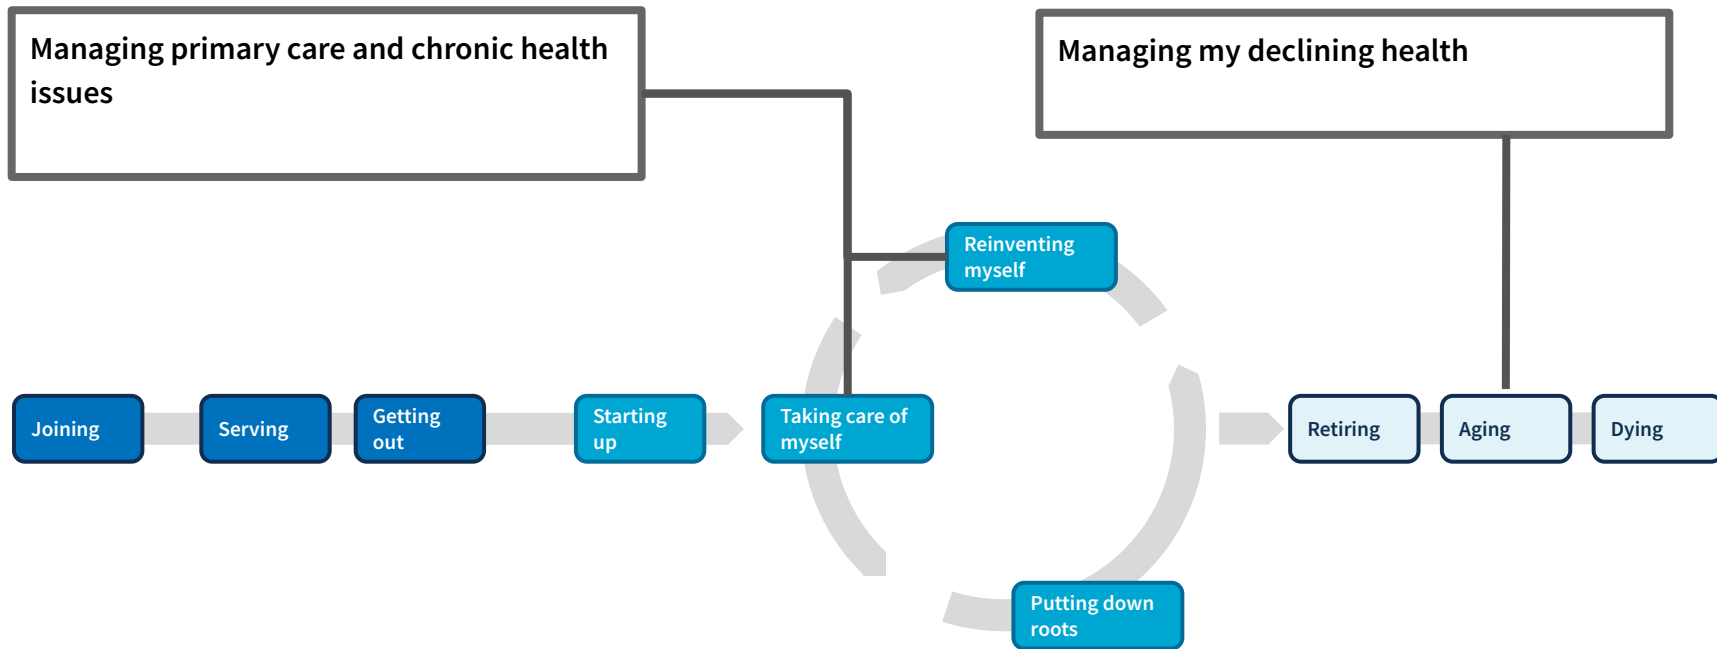 Managing primary care and chronic health
issues
Managing my declining health
Reinventing
myself
Joining
Serving
Getting
out
Starting
up
Taking care of
myself
Retiring
Aging
Dying
Putting down
roots